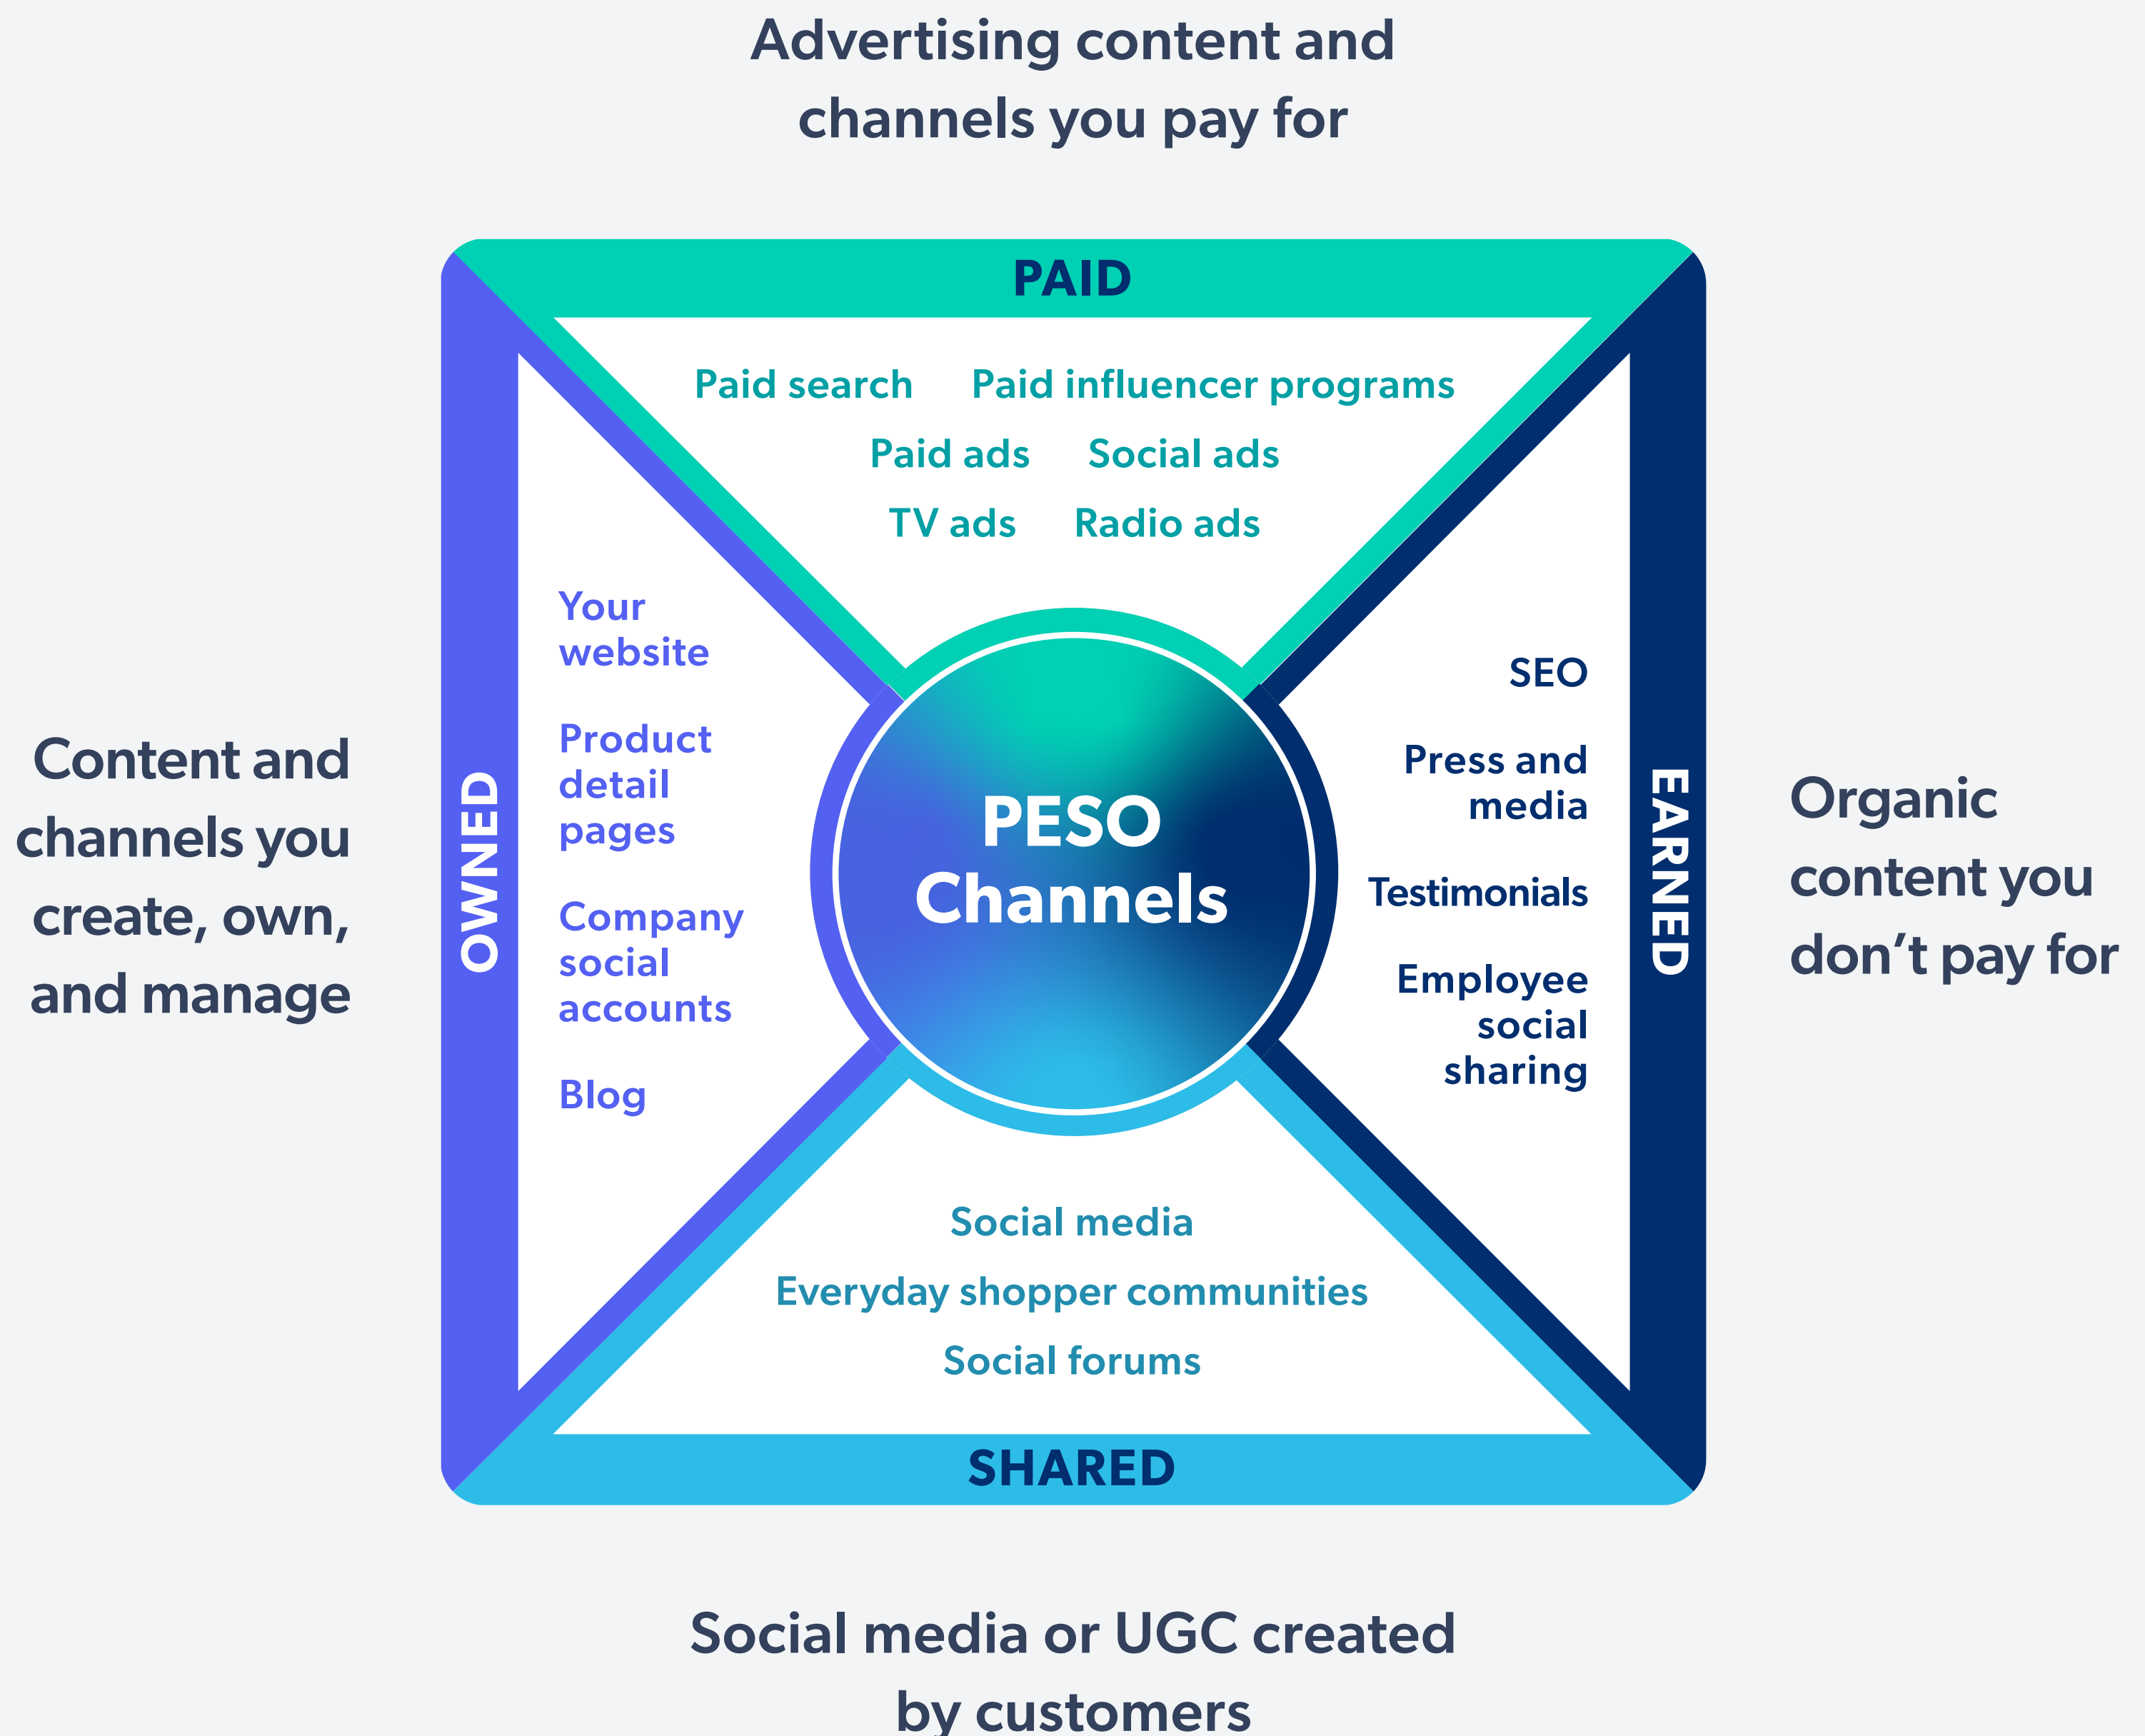 Advertising content and
channels you pay for
PAID
Paid search
Paid influencer programs
Paid ads
Social ads
TV ads
Radio ads
Content and
channels you
create, own,
and manage
OWNED
Your
website
Product
detail
pages
Company
social
accounts
Blog
PESO
Channels
SEO
Press and
media
Testimonials
Employee
social
sharing
EARNED
Organic
content you
don’t pay for
Social media
Everyday shopper communities
Social forums
SHARED
Social media or UGC created
by customers